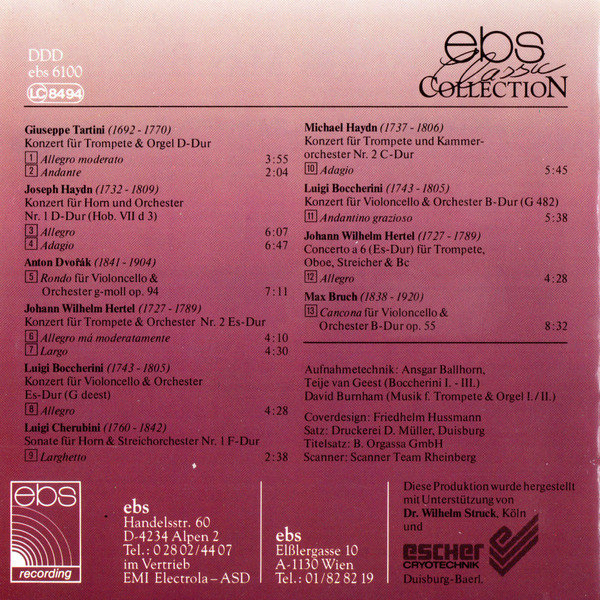 DDD
ebs 6100
LC 8494
ebs
Classic
COLLECTION
Giuseppe Tartini (1692 - 1770)
Konzert für Trompete & Orgel D-Dur
1 Allegro moderato 3:55
2 Andante 2:04
Joseph Haydn (1732 - 1809)
Konzert für Horn und Orchester
Nr. 1 D-Dur (Hob. VII d 3)
3 Allegro 6:07
4 Adagio 6:47
Anton Dvořák (1841 - 1904)
5 Rondo für Violoncello &
Orchester g-moll op. 94 7:11
Johann Wilhelm Hertel (1727 - 1789)
Konzert für Trompete & Orchester Nr. 2 Es-Dur
6 Allegro má moderatamente 4:10
7 Largo 4:30
Luigi Boccherini (1743 - 1805)
Konzert für Violoncello & Orchester
Es-Dur (G deest)
8 Allegro 4:28
Luigi Cherubini (1760 - 1842)
Sonate für Horn & Streichorchester Nr. 1 F-Dur
9 Larghetto 2:38
Michael Haydn (1737 - 1806)
Konzert für Trompete und Kammer-
orchester Nr. 2 C-Dur
10 Adagio 5:45
Luigi Boccherini (1743 - 1805)
Konzert für Violoncello & Orchester B-Dur (G 482)
11 Andantino grazioso 5:38
Johann Wilhelm Hertel (1727 - 1789)
Concerto a 6 (Es-Dur) für Trompete,
Oboe, Streicher & Bc
12 Allegro 4:28
Max Bruch (1838 - 1920)
13 Cancona für Violoncello &
Orchester B-Dur op. 55 8:32
Aufnahmetechnik: Ansgar Ballhorn,
Teije van Geest (Boccherini I. - III.)
David Burnham (Musik f. Trompete & Orgel I./II.)
Coverdesign: Friedhelm Hussmann
Satz: Druckerei D. Müller, Duisburg
Titelsatz: B. Orgassa GmbH
Scanner: Scanner Team Rheinberg
ebs
recording
ebs
Handelsstr. 60
D-4234 Alpen 2
Tel.: 0 28 02/44 07
im Vertrieb
EMI Electrola - ASD
ebs
Elßlergasse 10
A-1130 Wien
Tel.: 01/82 82 19
Diese Produktion wurde hergestellt
mit Unterstützung von
Dr. Wilhelm Struck, Köln
und
escher
CRYOTECHNIK
Duisburg-Baerl.